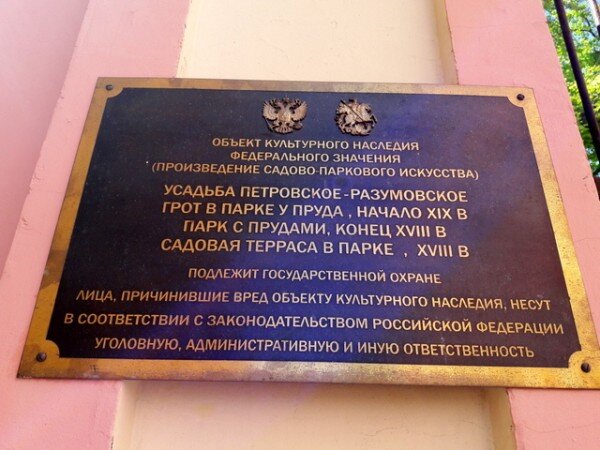 ОБЪЕКТ КУЛЬТУРНОГО НАСЛЕДИЯ
ФЕДЕРАЛЬНОГО ЗНАЧЕНИЯ
(ПРОИЗВЕДЕНИЕ САДОВО-ПАРКОВОГО ИСКУССТВА)
УСАДЬБА ПЕТРОВСКОЕ-РАЗУМОВСКОЕ
ГРОТ В ПАРКЕ У ПРУДА , НАЧАЛО XIX В
ПАРК С ПРУДАМИ, КОНЕЦ XVIII В
САДОВАЯ ТЕРРАСА В ПАРКЕ , XVIII В
ПОДЛЕЖИТ ГОСУДАРСТВЕННОЙ ОХРАНЕ
ЛИЦА, ПРИЧИНИВШИЕ ВРЕД ОБЪЕКТУ КУЛЬТУРНОГО НАСЛЕДИЯ, НЕСУТ
В СООТВЕТСТВИИ С ЗАКОНОДАТЕЛЬСТВОМ РОССИЙСКОЙ ФЕДЕРАЦИИ
УГОЛОВНУЮ, АДМИНИСТРАТИВНУЮ И ИНУЮ ОТВЕТСТВЕННОСТЬ